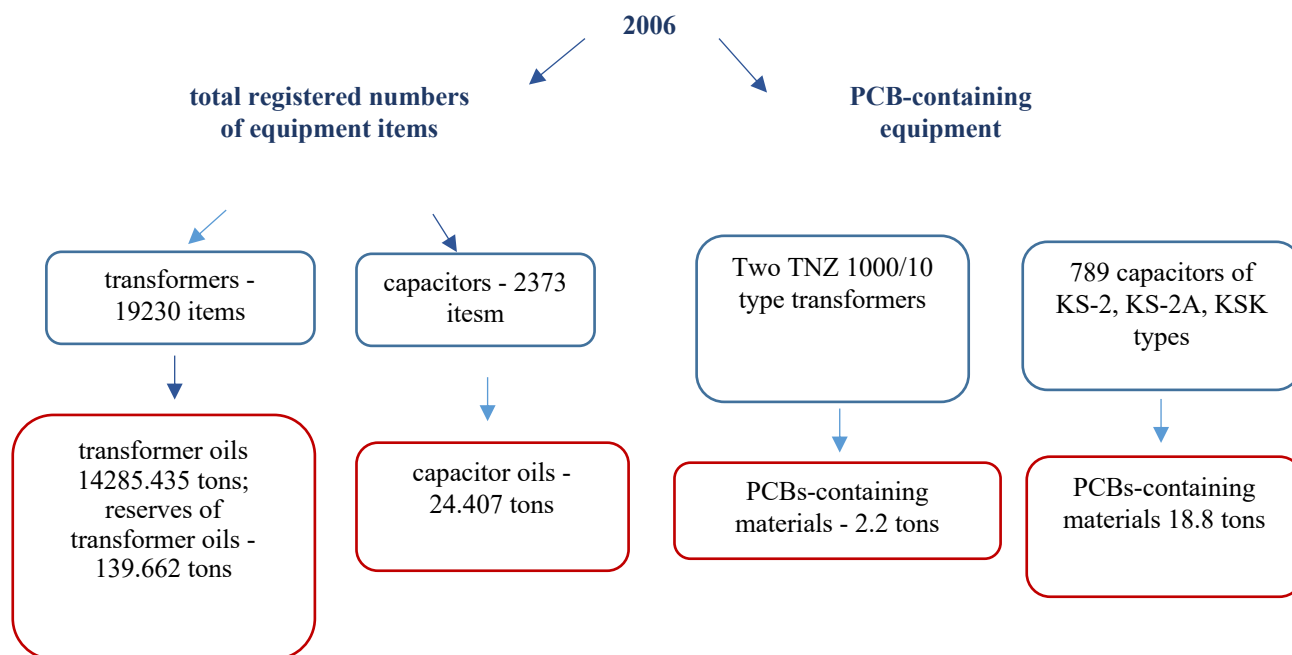 2006
total registered numbers
of equipment items
PCB-containing
equipment
transformers -
19230 items
capacitors - 2373
itesm
Two TNZ 1000/10
type transformers
789 capacitors of
KS-2, KS-2A, KSK
types
transformer oils
14285.435 tons;
reserves of
transformer oils -
139.662 tons
capacitor oils -
24.407 tons
PCBs-containing
materials - 2.2 tons
PCBs-containing
materials 18.8 tons